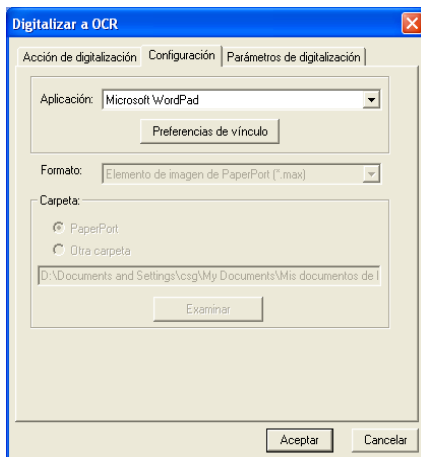 Digitalizar a OCR
Acción de digitalización Configuración Parámetros de digitalización
Aplicación: Microsoft WordPad
Preferencias de vínculo
Formato: Elemento de imagen de PaperPort (*.max)
Carpeta:
PaperPort
Otra carpeta
D:\Documents and Settings\csg\My Documents\Mis documentos de
Examinar
Aceptar Cancelar